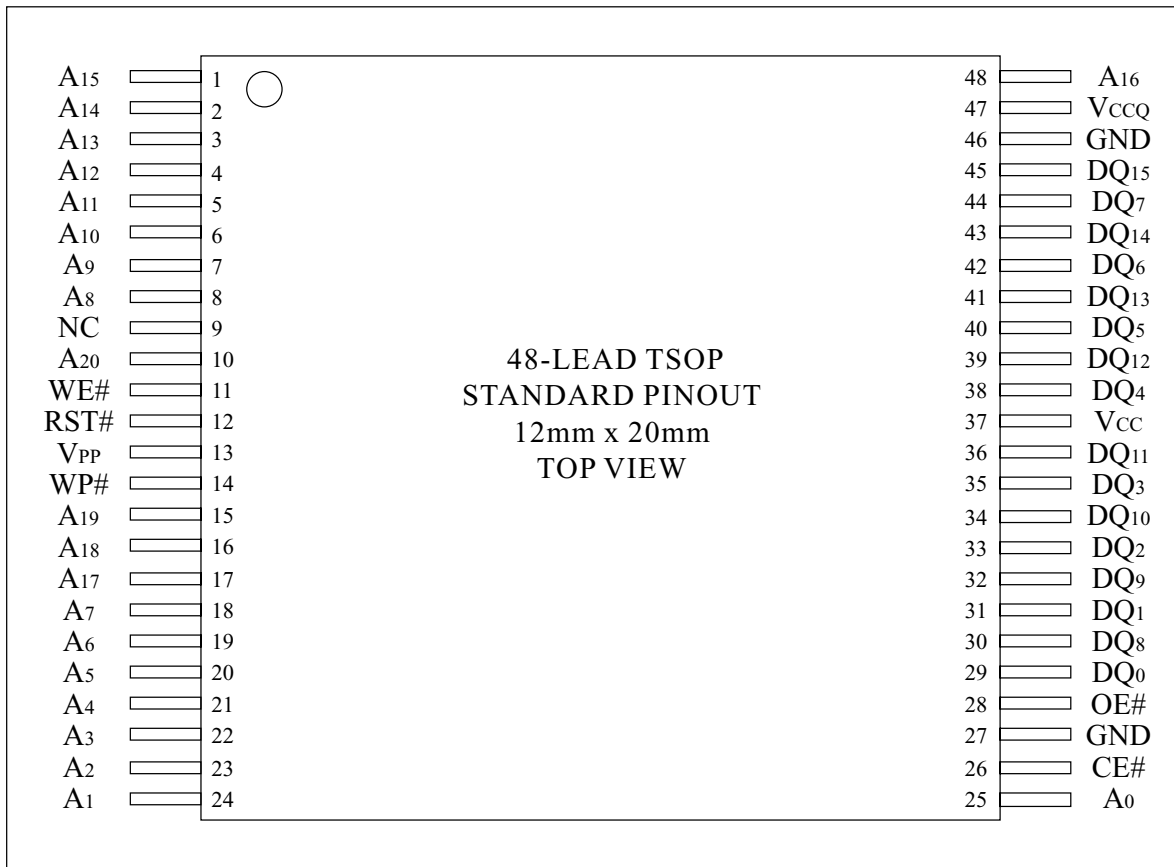 A15 1 48 A16
A14 2 47 VCCQ
A13 3 46 GND
A12 4 45 DQ15
A11 5 44 DQ7
A10 6 43 DQ14
A9 7 42 DQ6
A8 8 41 DQ13
NC 9 40 DQ5
A20 10 39 DQ12
WE# 11 38 DQ4
RST# 12 37 VCC
VPP 13 36 DQ11
WP# 14 35 DQ3
A19 15 34 DQ10
A18 16 33 DQ2
A17 17 32 DQ9
A7 18 31 DQ1
A6 19 30 DQ8
A5 20 29 DQ0
A4 21 28 OE#
A3 22 27 GND
A2 23 26 CE#
A1 24 25 A0
48-LEAD TSOP
STANDARD PINOUT
12mm x 20mm
TOP VIEW